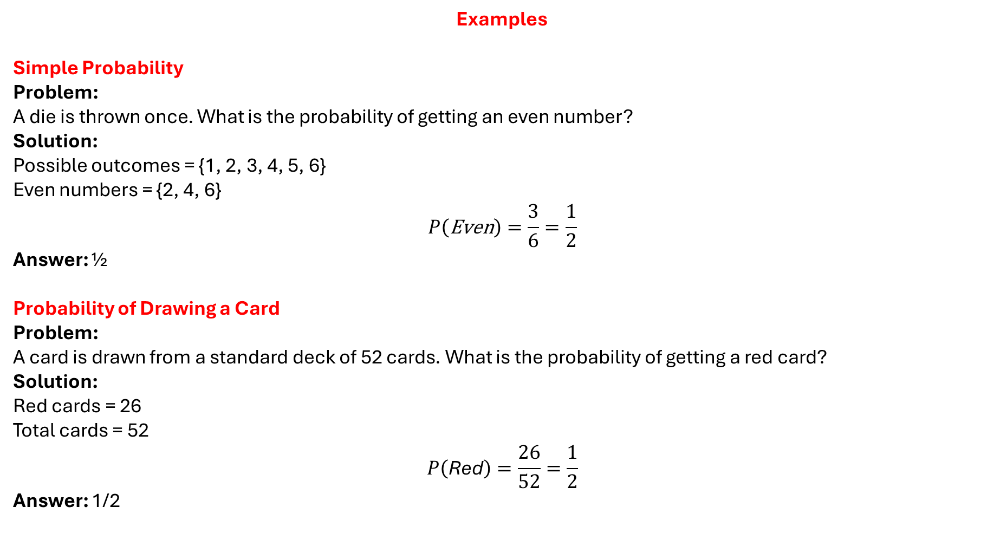 Examples
Simple Probability
Problem:
A die is thrown once. What is the probability of getting an even number?
Solution:
Possible outcomes = {1, 2, 3, 4, 5, 6}
Even numbers = {2, 4, 6}
P(Even) = 3/6 = 1/2
Answer: ½
Probability of Drawing a Card
Problem:
A card is drawn from a standard deck of 52 cards. What is the probability of getting a red card?
Solution:
Red cards = 26
Total cards = 52
P(Red) = 26/52 = 1/2
Answer: 1/2